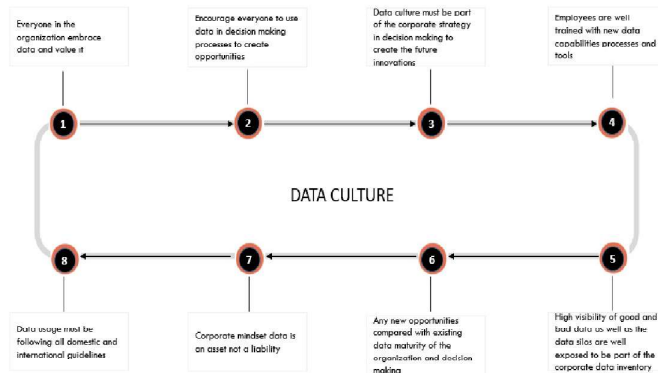 Everyone in the
organization embrace
data and value it
Encourage everyone to use
data in decision making
processes to create
opportunities
Data culture must be part
of the corporate strategy
in decision making to
create the future
innovations
Employees are well
trained with new data
capabilities processes and
tools
1
2
3
4
DATA CULTURE
8
7
6
5
Data usage must be
following all domestic and
international guidelines
Corporate mindset data is
an asset not a liability
Any new opportunities
compared with existing
data maturity of the
organization and decision
making
High visibility of good and
bad data as well as the
data silos are well
exposed to be part of the
corporate data inventory